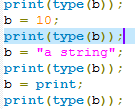 print(type(b));
b = 10;
print(type(b));
b = "a string";
print(type(b));
b = print;
print(type(b));